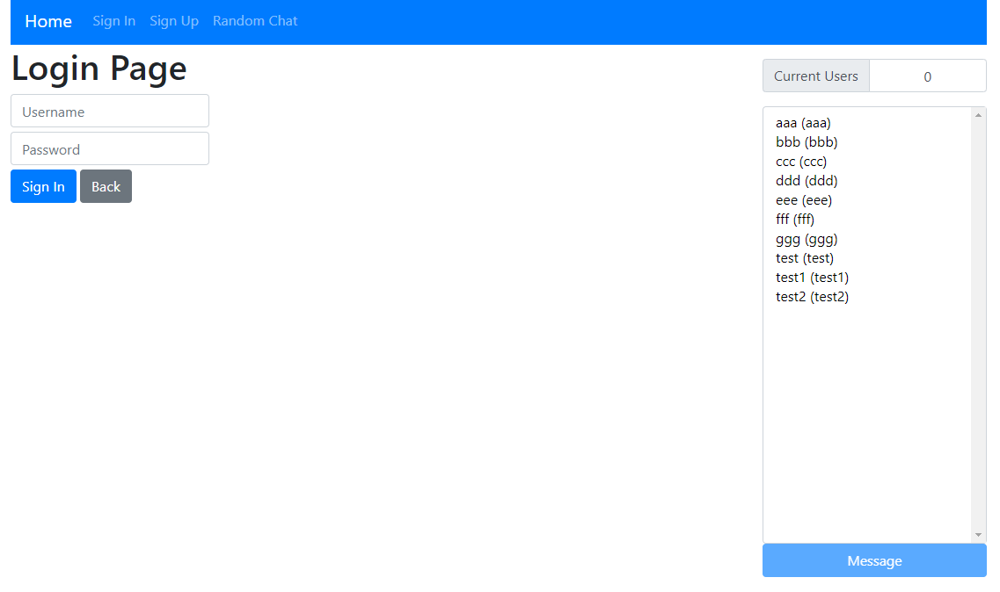 Home Sign In Sign Up Random Chat
Login Page
Username
Password
Sign In Back
Current Users 0
aaa (aaa)
bbb (bbb)
ccc (ccc)
ddd (ddd)
eee (eee)
fff (fff)
ggg (ggg)
test (test)
test1 (test1)
test2 (test2)
Message